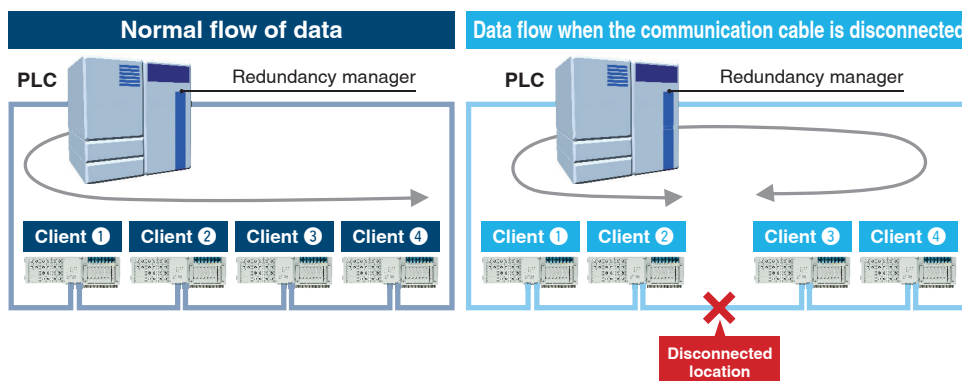 Normal flow of data
PLC
Redundancy manager
Client 1
Client 2
Client 3
Client 4
Data flow when the communication cable is disconnected
PLC
Redundancy manager
Client 1
Client 2
Client 3
Client 4
Disconnected
location